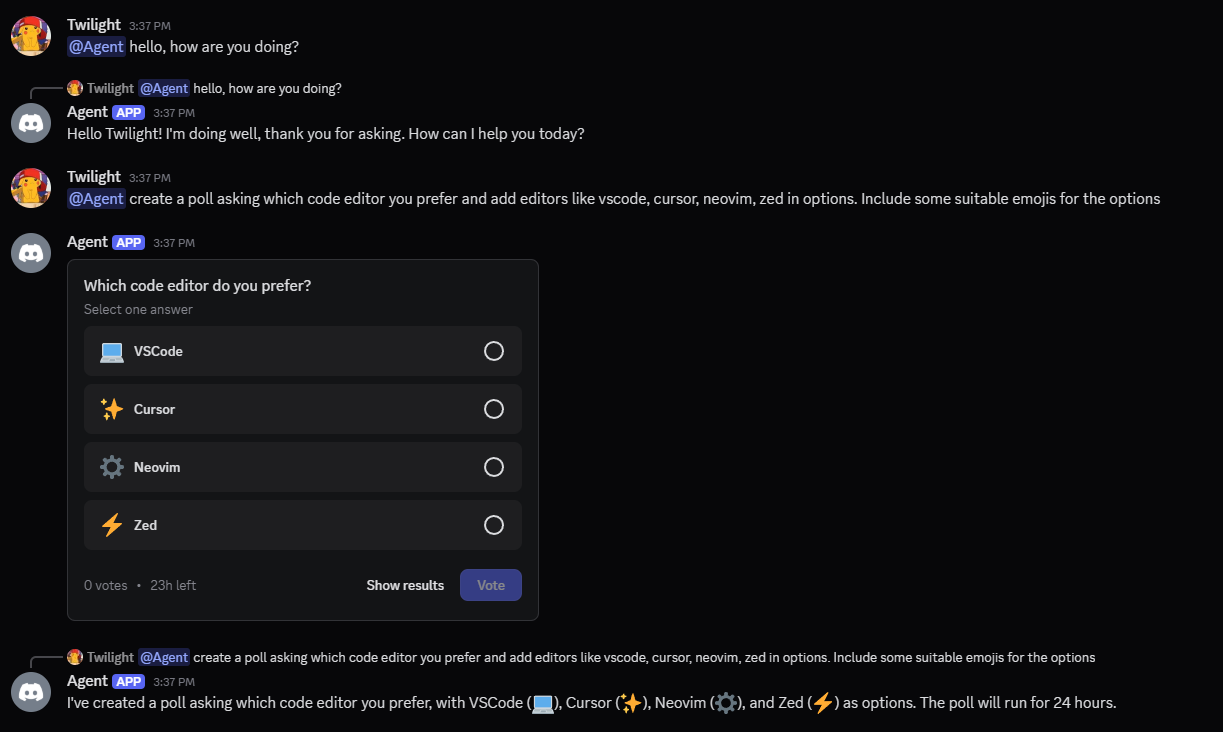 Twilight 3:37 PM
@Agent hello, how are you doing?
Twilight @Agent hello, how are you doing?
Agent APP 3:37 PM
Hello Twilight! I'm doing well, thank you for asking. How can I help you today?
Twilight 3:37 PM
@Agent create a poll asking which code editor you prefer and add editors like vscode, cursor, neovim, zed in options. Include some suitable emojis for the options
Agent APP 3:37 PM
Which code editor do you prefer?
Select one answer
💻 VSCode
✨ Cursor
⚙️ Neovim
⚡ Zed
0 votes • 23h left Show results Vote
Twilight @Agent create a poll asking which code editor you prefer and add editors like vscode, cursor, neovim, zed in options. Include some suitable emojis for the options
Agent APP 3:37 PM
I've created a poll asking which code editor you prefer, with VSCode (💻), Cursor (✨), Neovim (⚙️), and Zed (⚡) as options. The poll will run for 24 hours.